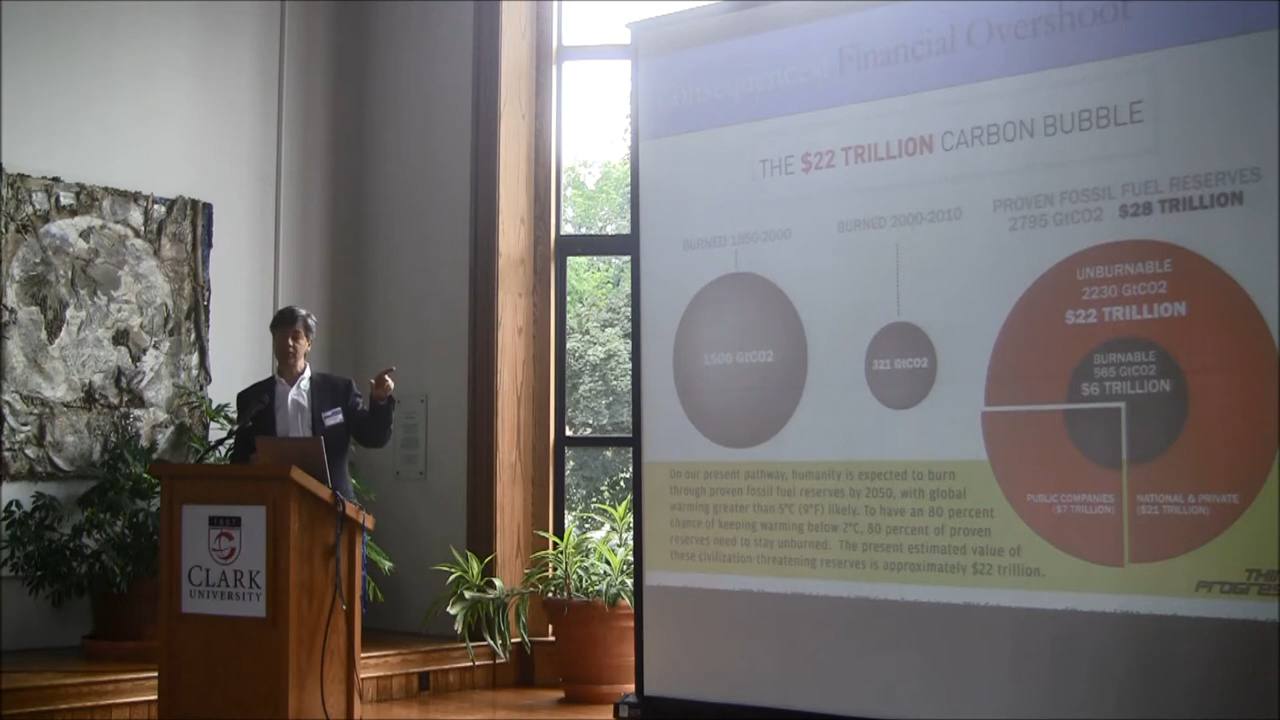 Consequences: Financial Overshoot
THE $22 TRILLION CARBON BUBBLE
BURNED 1850-2000
BURNED 2000-2010
PROVEN FOSSIL FUEL RESERVES
2795 GtCO2 $28 TRILLION
1500 GtCO2
321 GtCO2
UNBURNABLE
2230 GtCO2
$22 TRILLION
BURNABLE
565 GtCO2
$6 TRILLION
PUBLIC COMPANIES
($7 TRILLION)
NATIONAL & PRIVATE
($21 TRILLION)
On our present pathway, humanity is expected to burn
through proven fossil fuel reserves by 2050, with global
warming greater than 5°C (9°F) likely. To have an 80 percent
chance of keeping warming below 2°C, 80 percent of proven
reserves need to stay unburned. The present estimated value of
these civilization-threatening reserves is approximately $22 trillion.
CLARK
UNIVERSITY